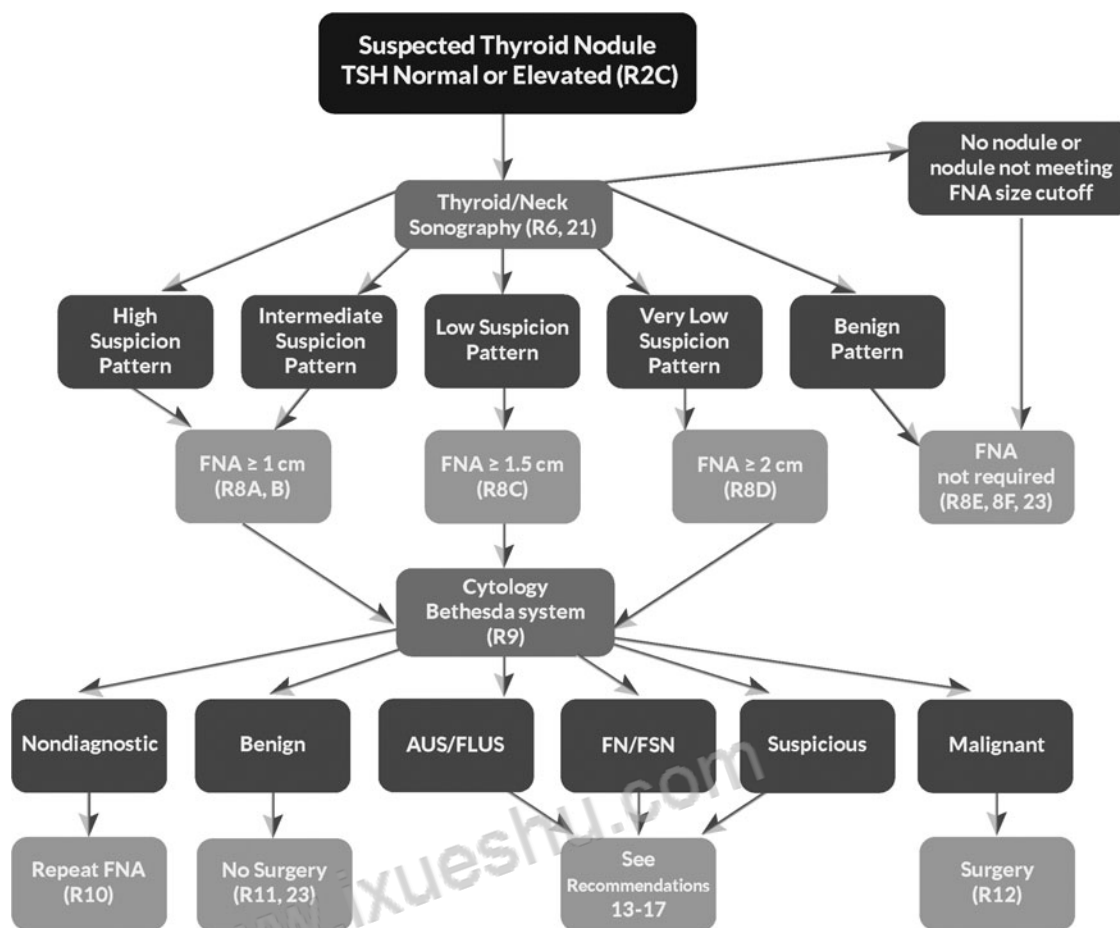 Suspected Thyroid Nodule
TSH Normal or Elevated (R2C)
No nodule or
nodule not meeting
FNA size cutoff
Thyroid/Neck
Sonography (R6, 21)
High
Suspicion
Pattern
Intermediate
Suspicion
Pattern
Low Suspicion
Pattern
Very Low
Suspicion
Pattern
Benign
Pattern
FNA ≥ 1 cm
(R8A, B)
FNA ≥ 1.5 cm
(R8C)
FNA ≥ 2 cm
(R8D)
FNA
not required
(R8E, 8F, 23)
Cytology
Bethesda system
(R9)
Nondiagnostic
Benign
AUS/FLUS
FN/FSN
Suspicious
Malignant
Repeat FNA
(R10)
No Surgery
(R11, 23)
See
Recommendations
13-17
Surgery
(R12)
www.ixueshu.com